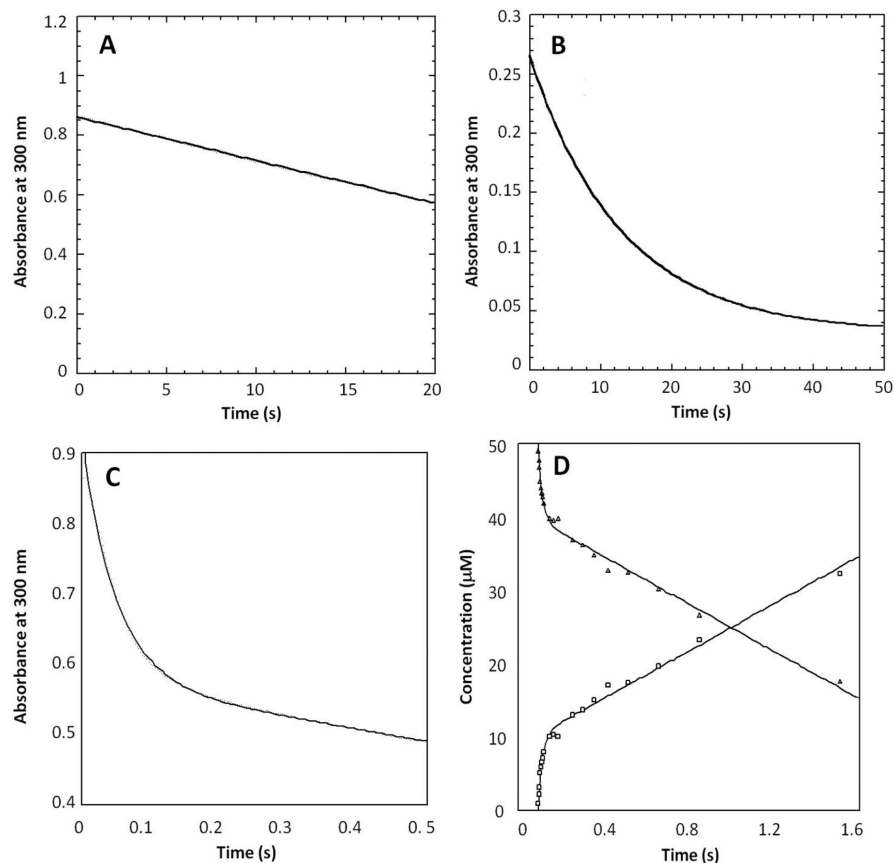 A
Absorbance at 300 nm
1.2
1
0.8
0.6
0.4
0.2
0
0 5 10 15 20
Time (s)
B
Absorbance at 300 nm
0.3
0.25
0.2
0.15
0.1
0.05
0
0 10 20 30 40 50
Time (s)
C
Absorbance at 300 nm
0.9
0.8
0.7
0.6
0.5
0.4
0 0.1 0.2 0.3 0.4 0.5
Time (s)
D
Concentration (μM)
50
40
30
20
10
0
0 0.4 0.8 1.2 1.6
Time (s)